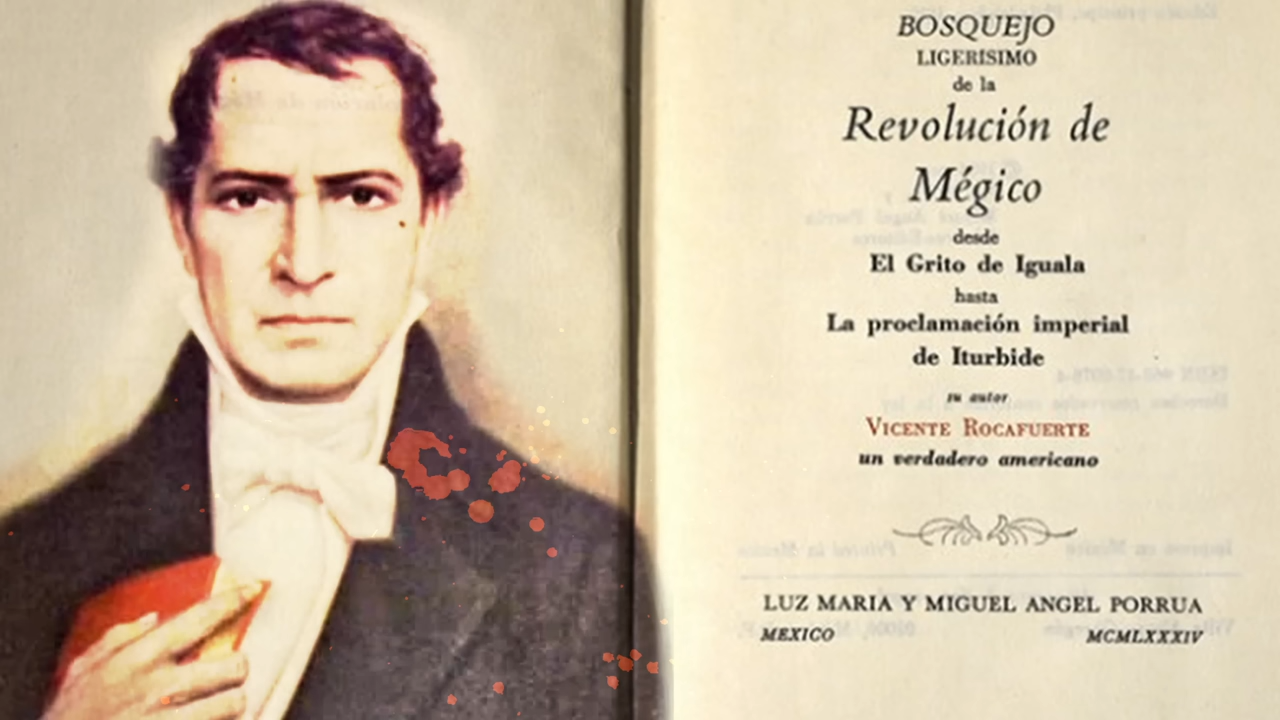 BOSQUEJO
LIGERÍSIMO
de la
Revolución de
Mégico
desde
El Grito de Iguala
hasta
La proclamación imperial
de Iturbide
su autor
VICENTE ROCAFUERTE
un verdadero americano
LUZ MARIA Y MIGUEL ANGEL PORRUA
MEXICO MCMLXXXIV